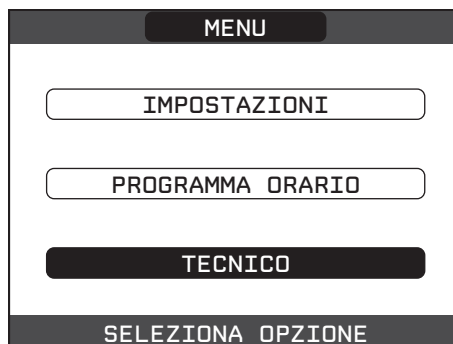 MENU
IMPOSTAZIONI
PROGRAMMA ORARIO
TECNICO
SELEZIONA OPZIONE